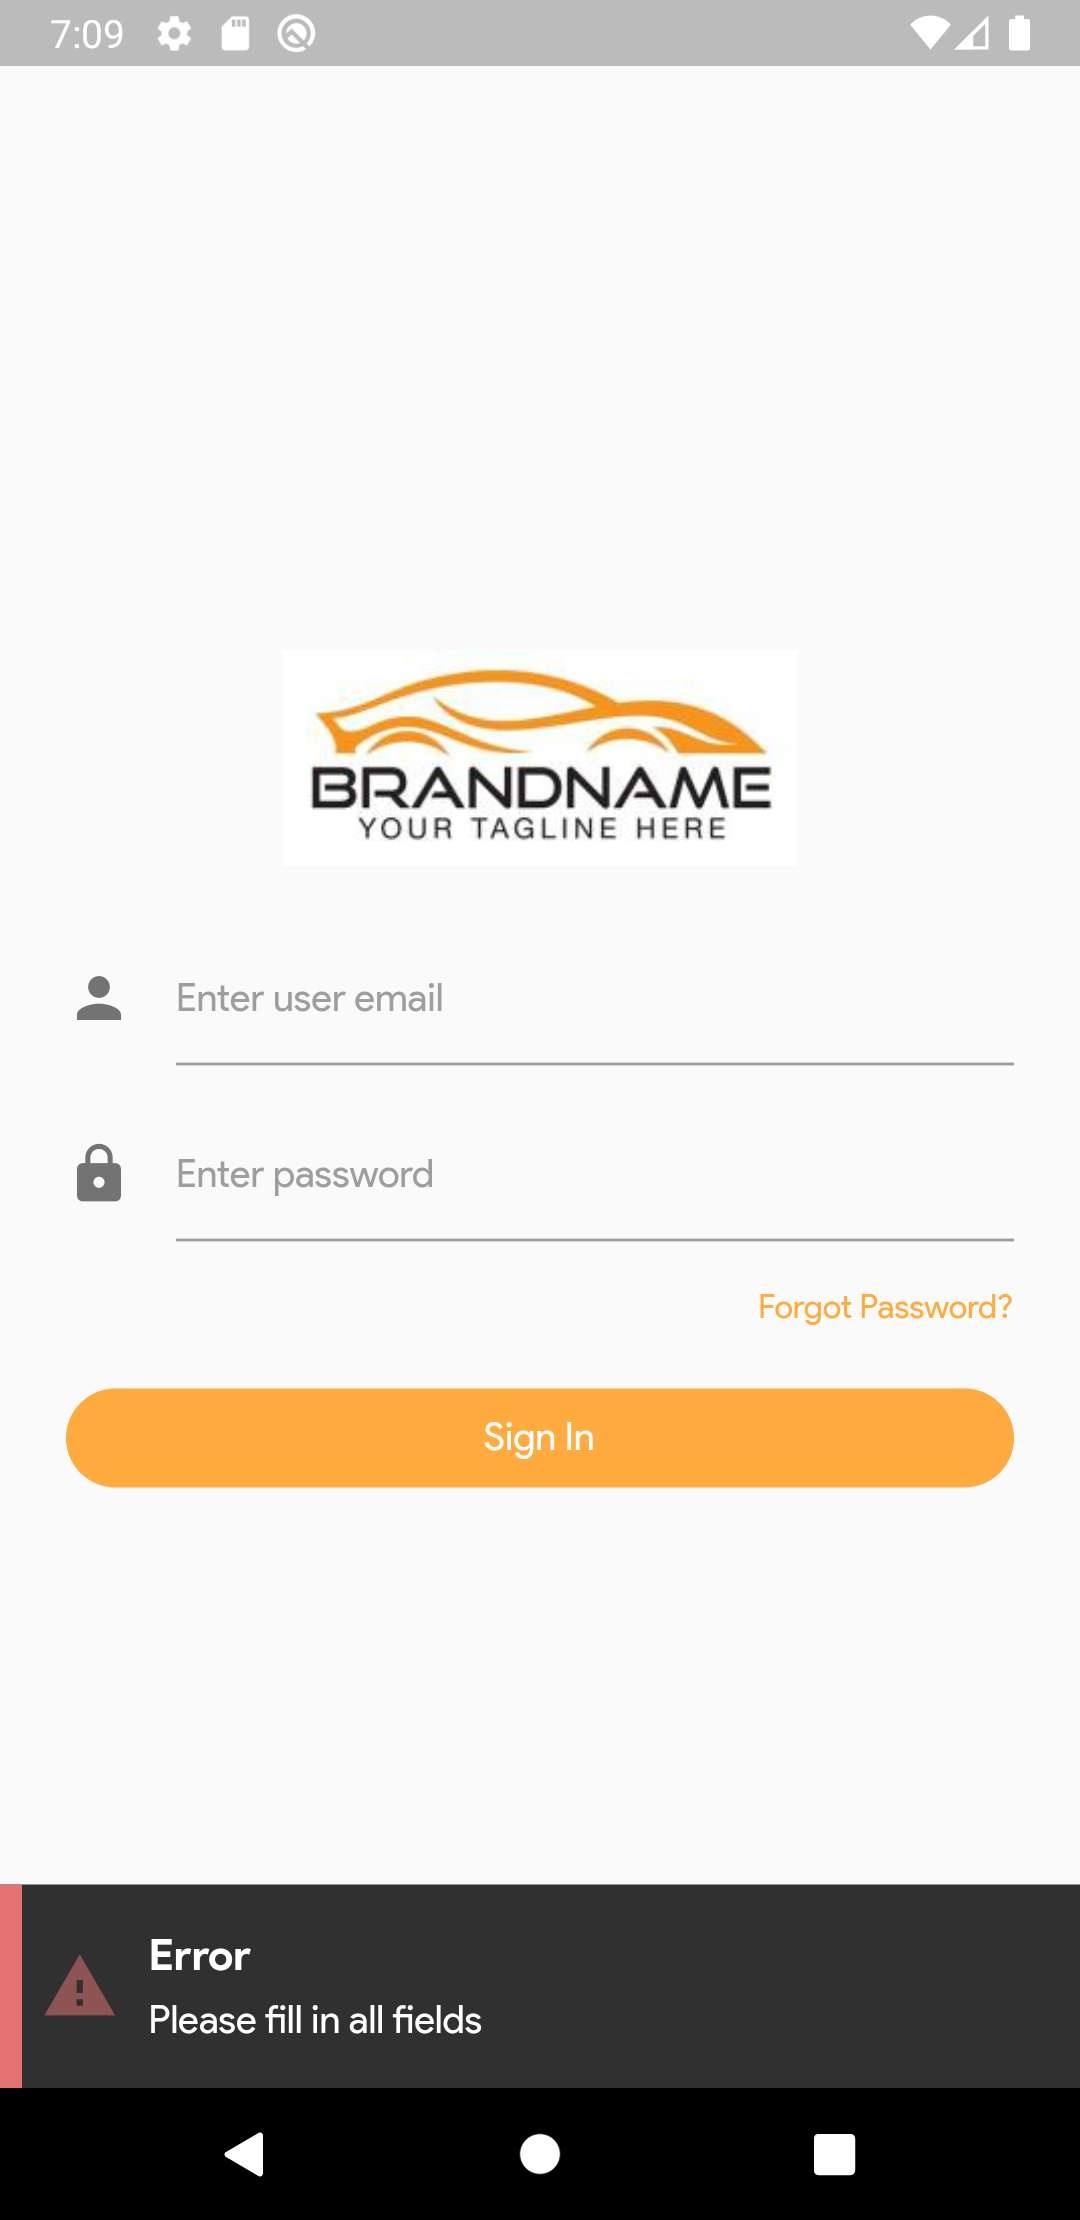 7:09
BRANDNAME
YOUR TAGLINE HERE
Enter user email
Enter password
Forgot Password?
Sign In
Error
Please fill in all fields